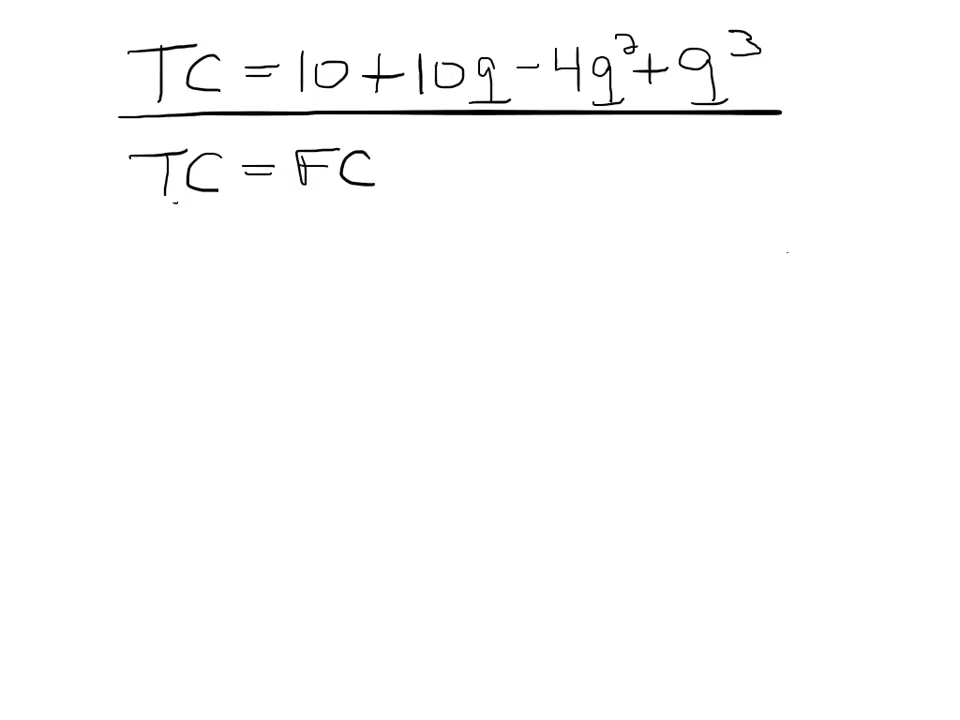 TC = 10 + 10q - 4q² + q³
TC = FC